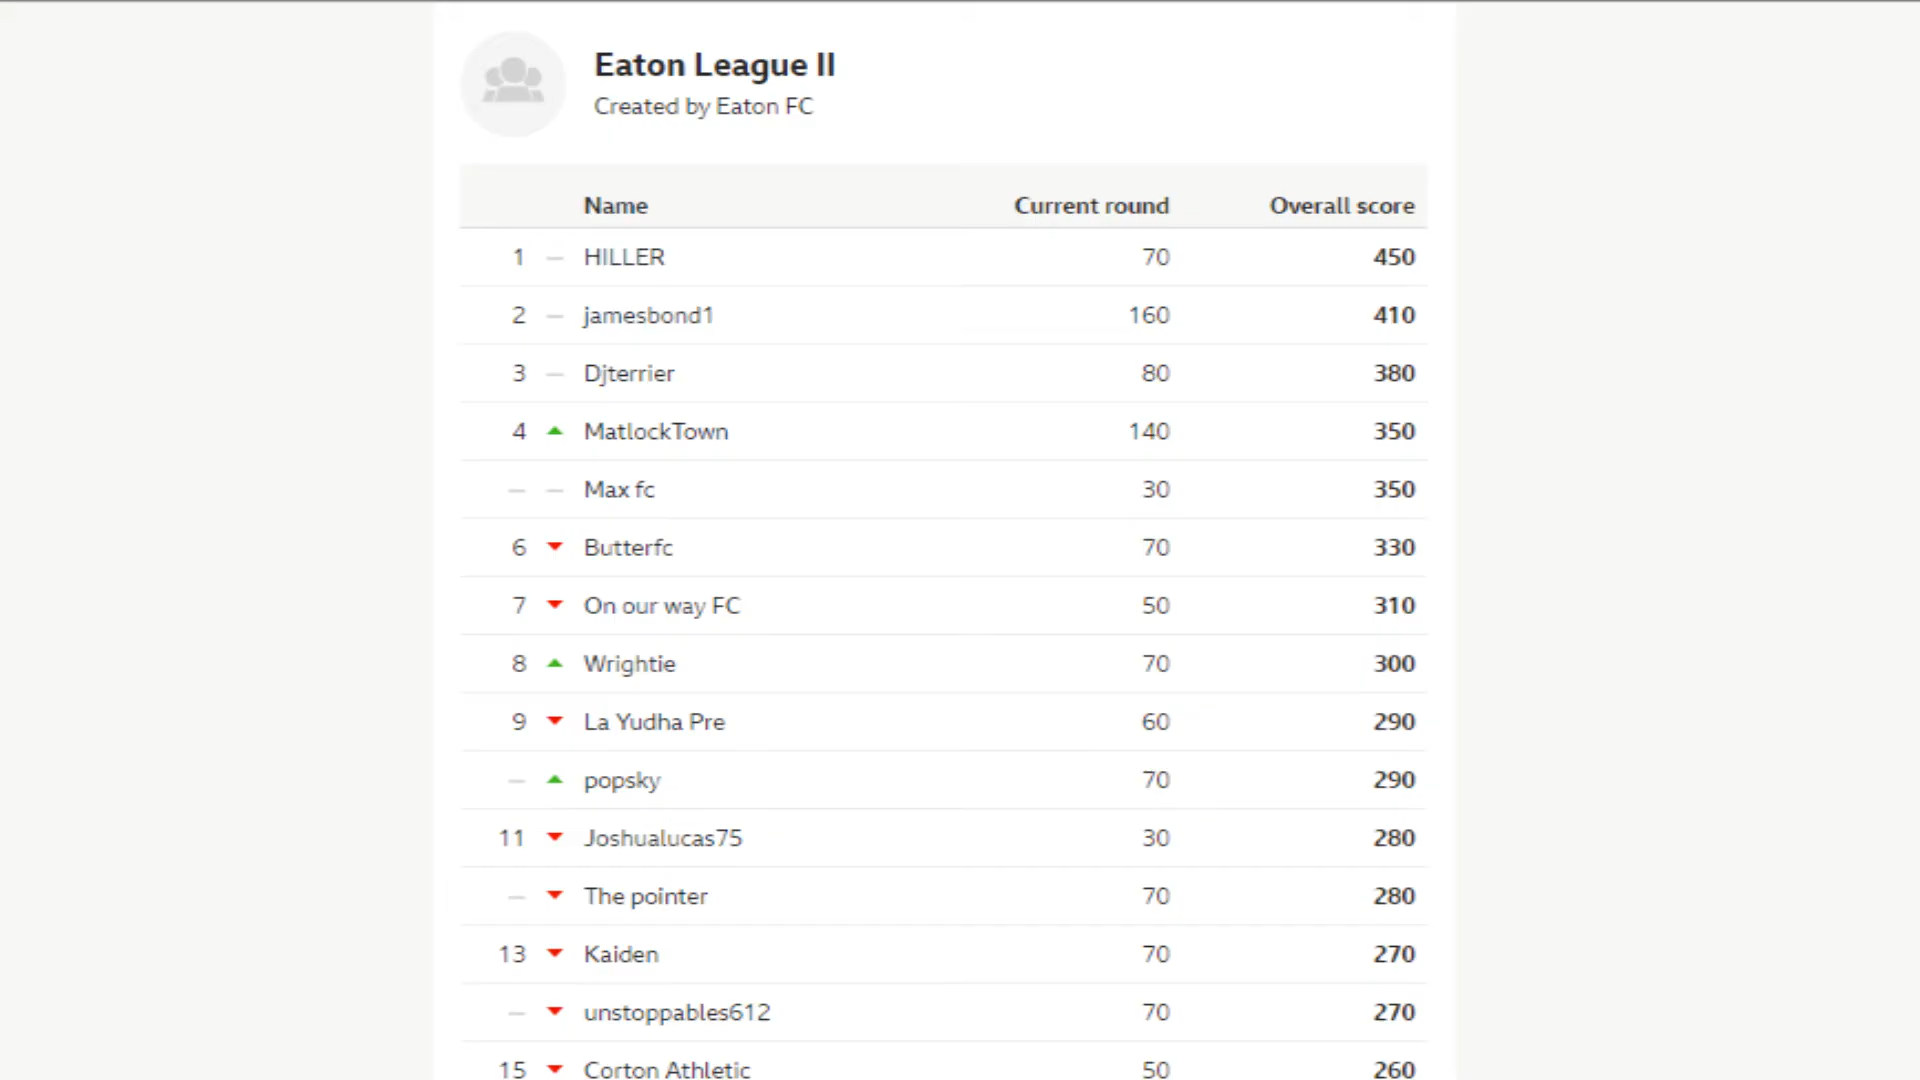 Eaton League II
Created by Eaton FC
Name Current round Overall score
1 – HILLER 70 450
2 – jamesbond1 160 410
3 – Djterrier 80 380
4 MatlockTown 140 350
– – Max fc 30 350
6 Butterfc 70 330
7 On our way FC 50 310
8 Wrightie 70 300
9 La Yudha Pre 60 290
– popsky 70 290
11 Joshualucas75 30 280
– The pointer 70 280
13 Kaiden 70 270
– unstoppables612 70 270
15 Corton Athletic 50 260